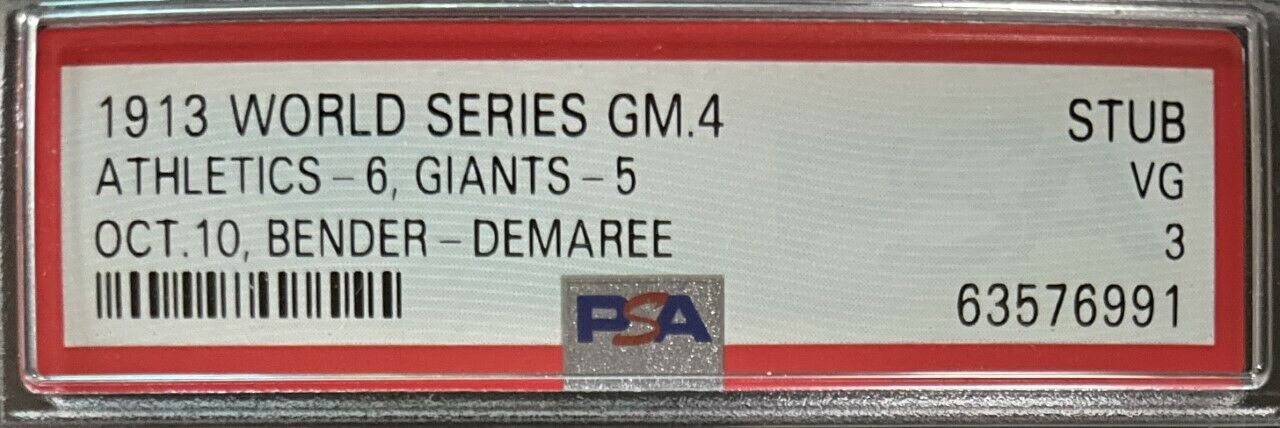 1913 WORLD SERIES GM.4 STUB
ATHLETICS - 6, GIANTS - 5 VG
OCT.10, BENDER - DEMAREE 3
PSA 63576991